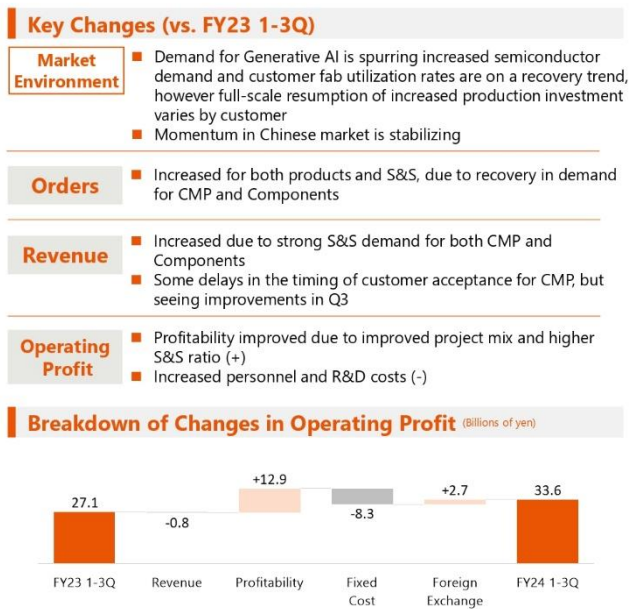 Key Changes (vs. FY23 1-3Q)
Market
Environment
■ Demand for Generative AI is spurring increased semiconductor
demand and customer fab utilization rates are on a recovery trend,
however full-scale resumption of increased production investment
varies by customer
■ Momentum in Chinese market is stabilizing
Orders
■ Increased for both products and S&S, due to recovery in demand
for CMP and Components
Revenue
■ Increased due to strong S&S demand for both CMP and
Components
■ Some delays in the timing of customer acceptance for CMP, but
seeing improvements in Q3
Operating
Profit
■ Profitability improved due to improved project mix and higher
S&S ratio (+)
■ Increased personnel and R&D costs (-)
Breakdown of Changes in Operating Profit (Billions of yen)
27.1
-0.8
+12.9
-8.3
+2.7
33.6
FY23 1-3Q
Revenue
Profitability
Fixed
Cost
Foreign
Exchange
FY24 1-3Q